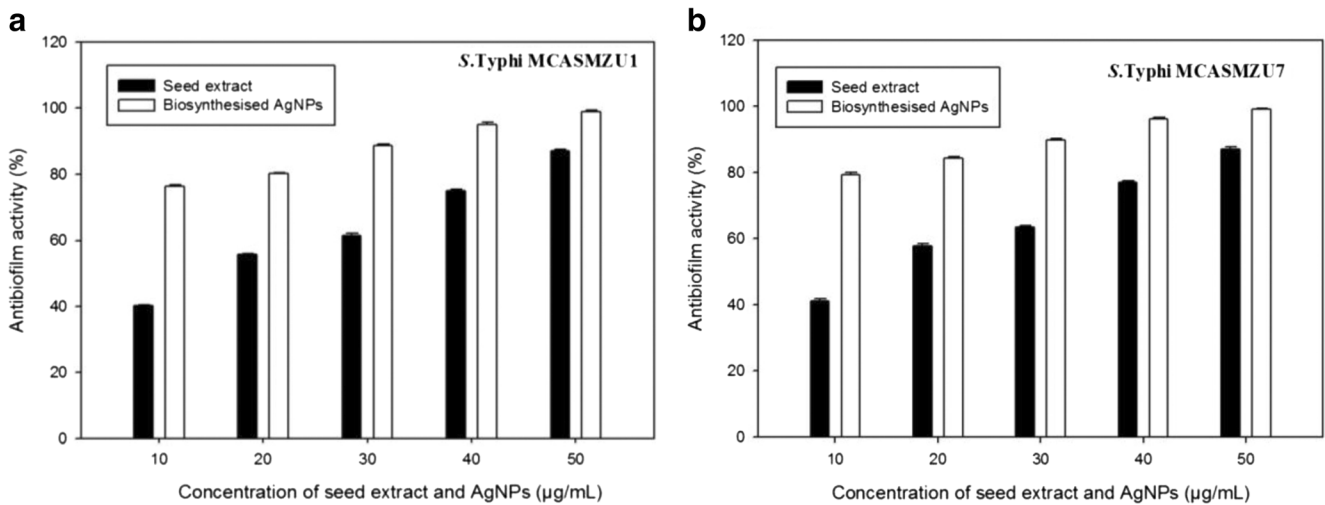 a
S.Typhi MCASMZU1
Seed extract
Biosynthesised AgNPs
Antibiofilm activity (%)
120
100
80
60
40
20
0
10 20 30 40 50
Concentration of seed extract and AgNPs (µg/mL)
b
S.Typhi MCASMZU7
Seed extract
Biosynthesised AgNPs
Antibiofilm activity (%)
120
100
80
60
40
20
0
10 20 30 40 50
Concentration of seed extract and AgNPs (µg/mL)